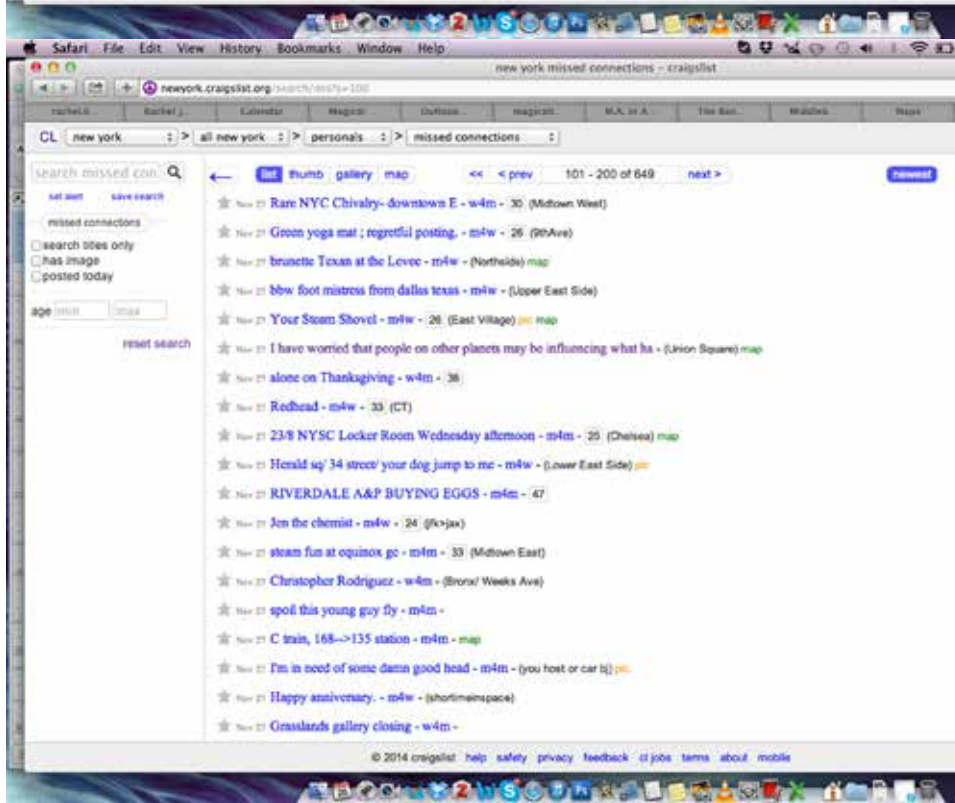 Safari File Edit View History Bookmarks Window Help
new york missed connections - craigslist
newyork.craigslist.org/search/mis?s=100
Calendar
Maps
CL new york > all new york > personals > missed connections
search missed con
list thumb gallery map << < prev 101 - 200 of 649 next > newest
set alert save search
missed connections
search titles only
has image
posted today
age min max
reset search
Nov 27 Rare NYC Chivalry- downtown E - w4m - 30 (Midtown West)
Nov 27 Green yoga mat ; regretful posting. - m4w - 26 (9thAve)
Nov 27 brunette Texan at the Levee - m4w - (Northside) map
Nov 27 bbw foot mistress from dallas texas - m4w - (Upper East Side)
Nov 27 Your Steam Shovel - m4w - 26 (East Village) pic map
Nov 27 I have worried that people on other planets may be influencing what ha - (Union Square) map
Nov 27 alone on Thanksgiving - w4m - 36
Nov 27 Redhead - m4w - 33 (CT)
Nov 27 23/8 NYSC Locker Room Wednesday afternoon - m4m - 25 (Chelsea) map
Nov 27 Herald sq/ 34 street/ your dog jump to me - m4w - (Lower East Side) pic
Nov 27 RIVERDALE A&P BUYING EGGS - m4m - 47
Nov 27 Jen the chemist - m4w - 24 (jfk>jax)
Nov 27 steam fun at equinox gc - m4m - 33 (Midtown East)
Nov 27 Christopher Rodriguez - w4m - (Bronx/ Weeks Ave)
Nov 27 spoil this young guy fly - m4m -
Nov 27 C train, 168-->135 station - m4m - map
Nov 27 I'm in need of some damn good head - m4m - (you host or car bj) pic
Nov 27 Happy anniversary. - m4w - (shortimeinspace)
Nov 27 Grasslands gallery closing - w4m -
© 2014 craigslist help safety privacy feedback cl jobs terms about mobile